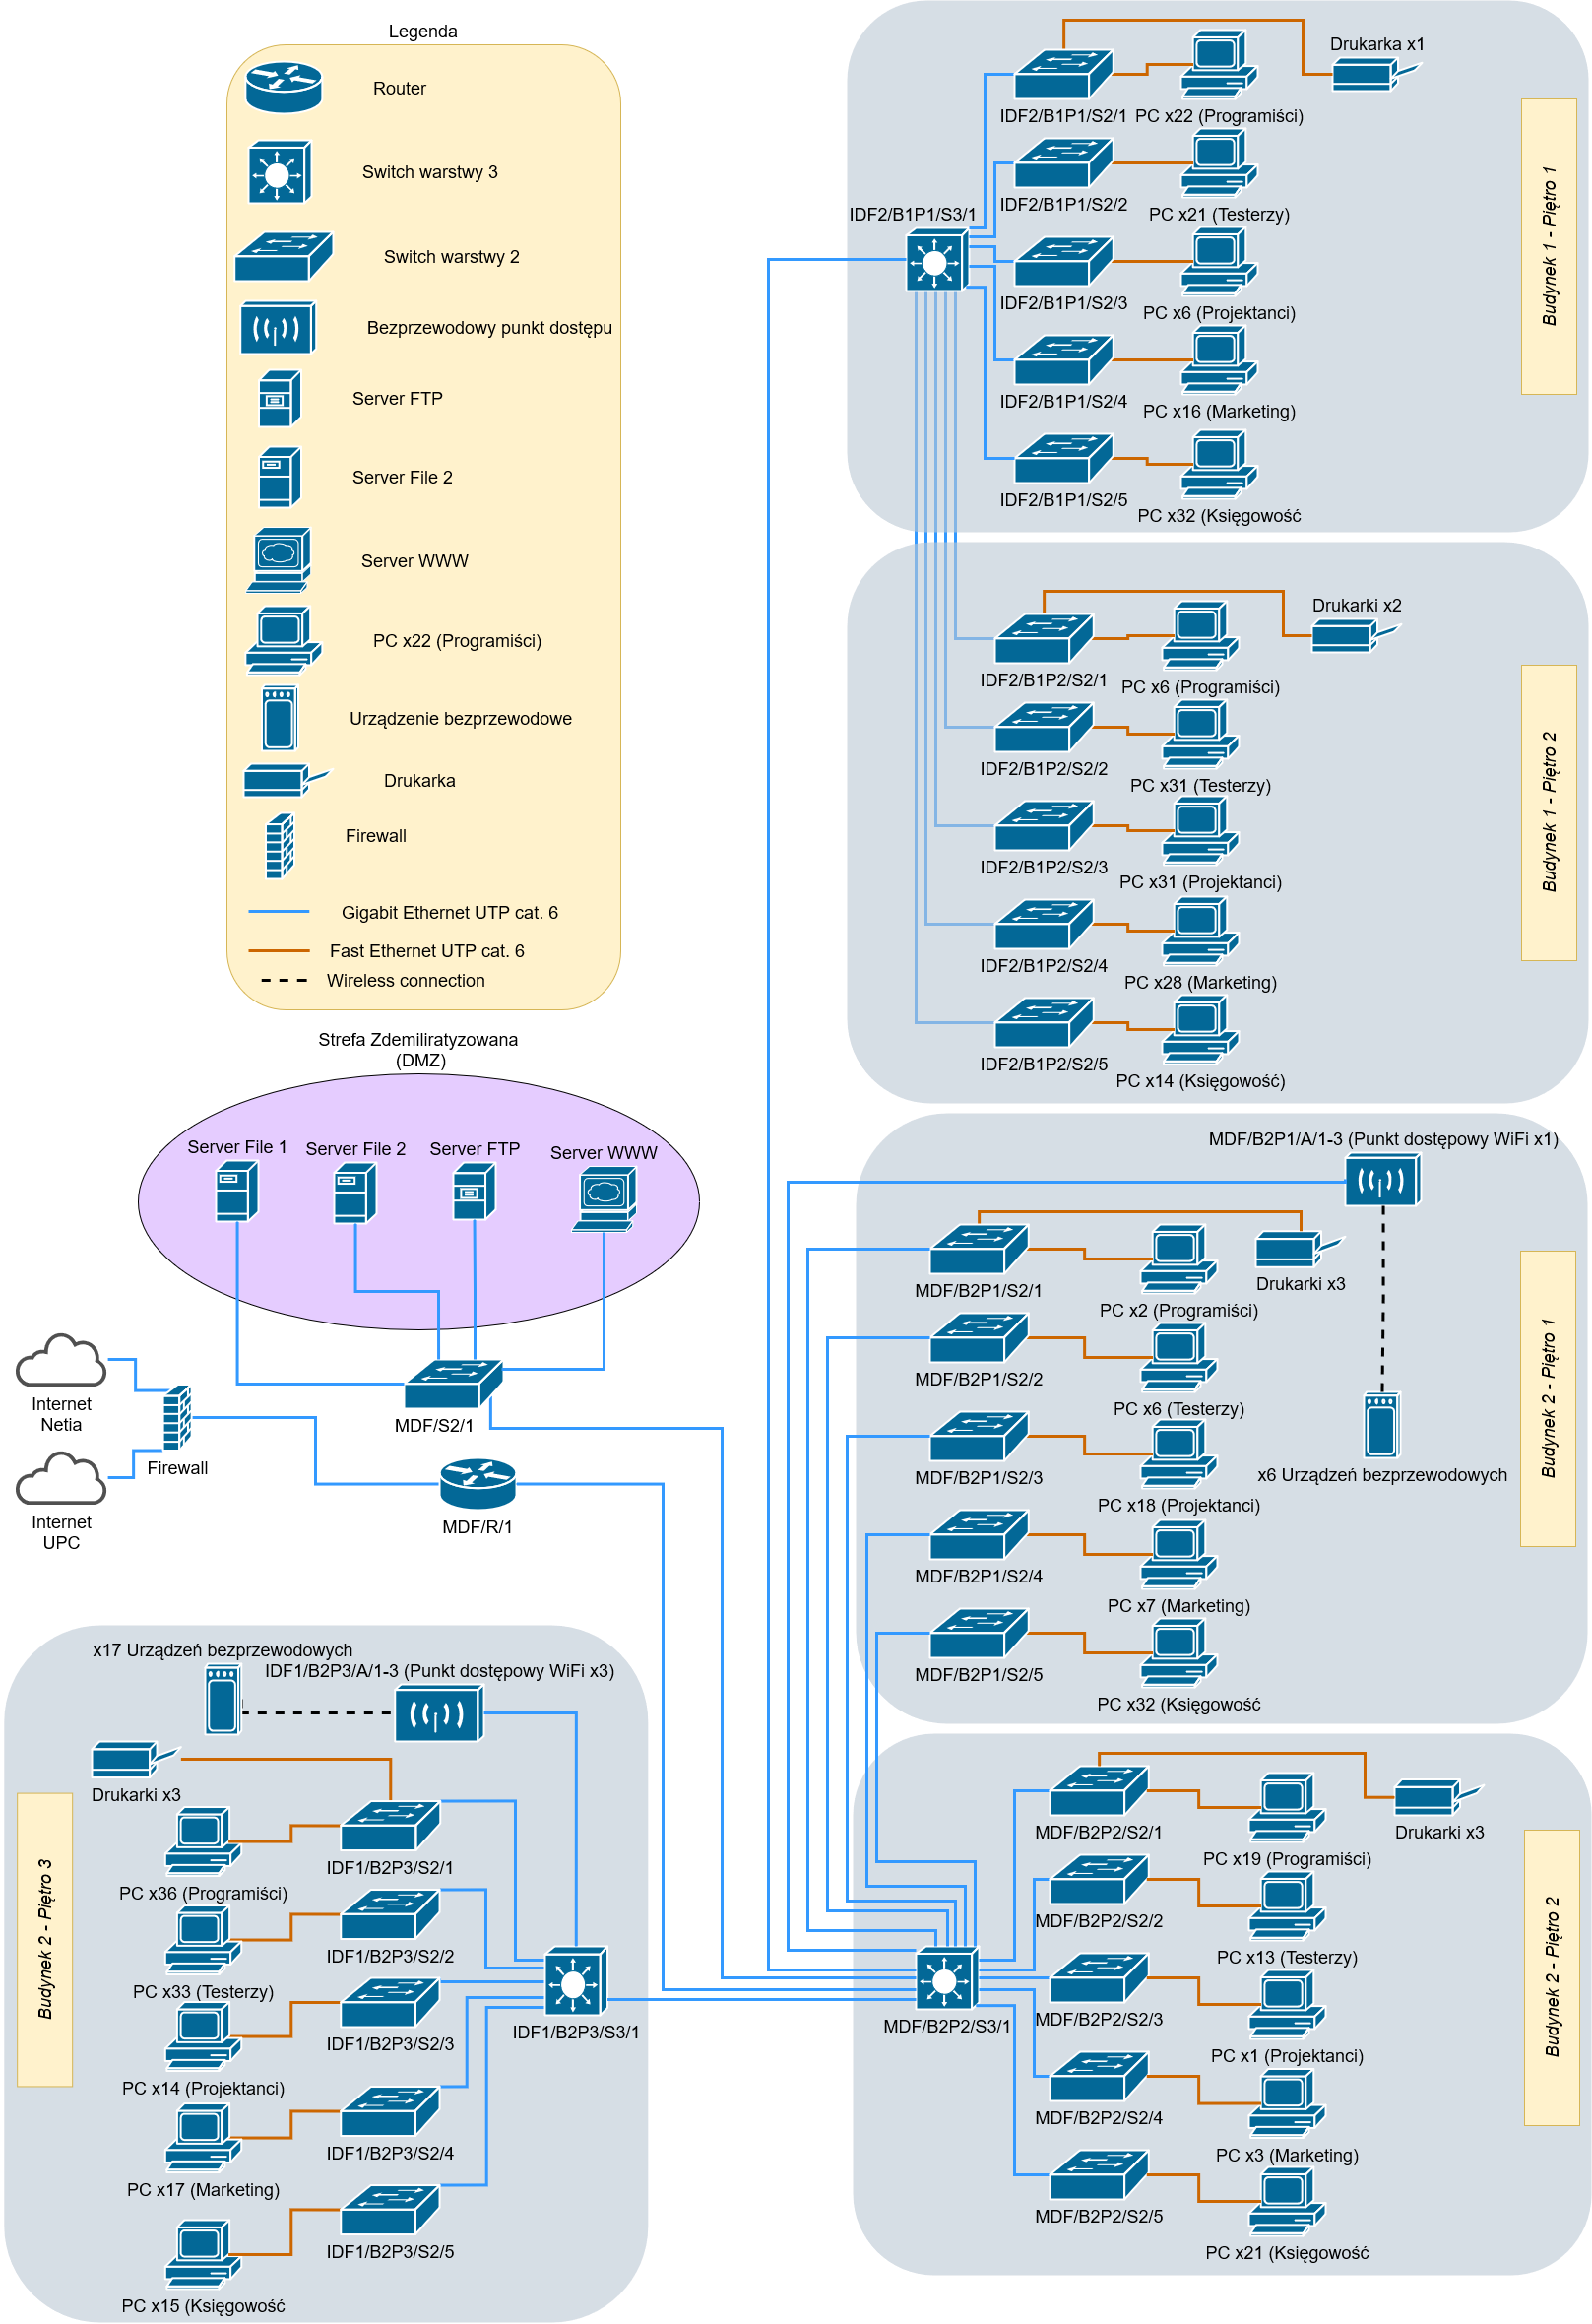 Legenda
Router
Switch warstwy 3
Switch warstwy 2
Bezprzewodowy punkt dostępu
Server FTP
Server File 2
Server WWW
PC x22 (Programiści)
Urządzenie bezprzewodowe
Drukarka
Firewall
Gigabit Ethernet UTP cat. 6
Fast Ethernet UTP cat. 6
Wireless connection
Strefa Zdemiliratyzowana
(DMZ)
Server File 1
Server File 2
Server FTP
Server WWW
Internet
Netia
Internet
UPC
Firewall
MDF/S2/1
MDF/R/1
Drukarka x1
IDF2/B1P1/S2/1
PC x22 (Programiści)
IDF2/B1P1/S2/2
PC x21 (Testerzy)
IDF2/B1P1/S3/1
IDF2/B1P1/S2/3
PC x6 (Projektanci)
IDF2/B1P1/S2/4
PC x16 (Marketing)
IDF2/B1P1/S2/5
PC x32 (Księgowość
Budynek 1 - Piętro 1
Drukarki x2
IDF2/B1P2/S2/1
PC x6 (Programiści)
IDF2/B1P2/S2/2
PC x31 (Testerzy)
IDF2/B1P2/S2/3
PC x31 (Projektanci)
IDF2/B1P2/S2/4
PC x28 (Marketing)
IDF2/B1P2/S2/5
PC x14 (Księgowość)
Budynek 1 - Piętro 2
MDF/B2P1/A/1-3 (Punkt dostępowy WiFi x1)
MDF/B2P1/S2/1
PC x2 (Programiści)
Drukarki x3
MDF/B2P1/S2/2
PC x6 (Testerzy)
MDF/B2P1/S2/3
PC x18 (Projektanci)
x6 Urządzeń bezprzewodowych
MDF/B2P1/S2/4
PC x7 (Marketing)
MDF/B2P1/S2/5
PC x32 (Księgowość
Budynek 2 - Piętro 1
x17 Urządzeń bezprzewodowych
IDF1/B2P3/A/1-3 (Punkt dostępowy WiFi x3)
Drukarki x3
IDF1/B2P3/S2/1
PC x36 (Programiści)
IDF1/B2P3/S2/2
PC x33 (Testerzy)
IDF1/B2P3/S3/1
IDF1/B2P3/S2/3
PC x14 (Projektanci)
IDF1/B2P3/S2/4
PC x17 (Marketing)
IDF1/B2P3/S2/5
PC x15 (Księgowość
Budynek 2 - Piętro 3
MDF/B2P2/S2/1
PC x19 (Programiści)
Drukarki x3
MDF/B2P2/S2/2
PC x13 (Testerzy)
MDF/B2P2/S3/1
MDF/B2P2/S2/3
PC x1 (Projektanci)
MDF/B2P2/S2/4
PC x3 (Marketing)
MDF/B2P2/S2/5
PC x21 (Księgowość
Budynek 2 - Piętro 2